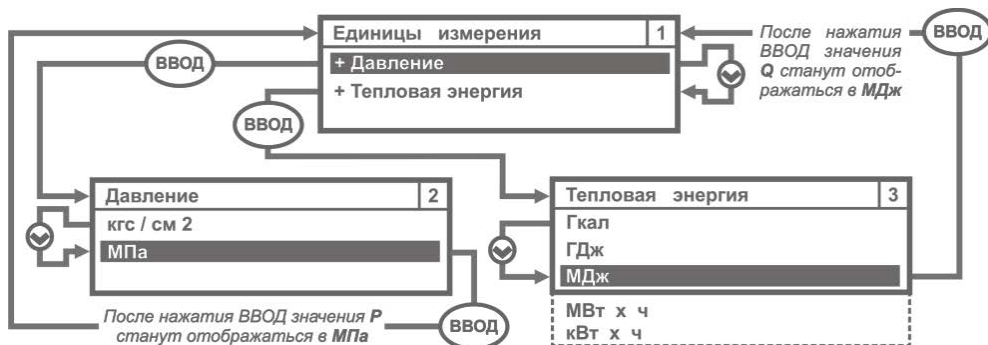 Единицы измерения 1
+ Давление
+ Тепловая энергия
ВВОД
ВВОД
После нажатия
ВВОД значения
Q станут отоб-
ражаться в МДж
ВВОД
Давление 2
кгс / см 2
МПа
После нажатия ВВОД значения P
станут отображаться в МПа
ВВОД
Тепловая энергия 3
Гкал
ГДж
МДж
МВт х ч
кВт х ч